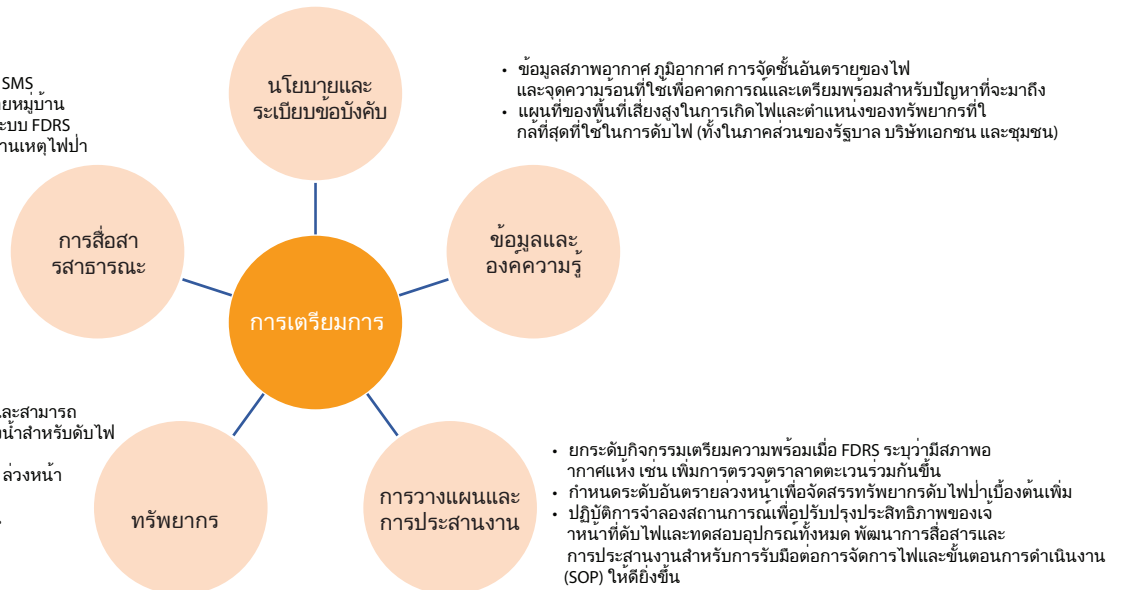 นโยบายและ
ระเบียบข้อบังคับ
• ข้อมูลสภาพอากาศ ภูมิอากาศ การจัดชั้นอันตรายของไฟ
และจุดความร้อนที่ใช้เพื่อคาดการณ์และเตรียมพร้อมสำหรับปัญหาที่จะมาถึง
• แผนที่ของพื้นที่เสี่ยงสูงในการเกิดไฟและตำแหน่งของทรัพยากรที่ใ
กล้ที่สุดที่ใช้ในการดับไฟ (ทั้งในภาคส่วนของรัฐบาล บริษัทเอกชน และชุมชน)
SMS
ยหมู่บ้าน
ะบบ FDRS
านเหตุไฟป่า
การสื่อสา
รสาธารณะ
ข้อมูลและ
องค์ความรู้
การเตรียมการ
ละสามารถ
งน้ำสำหรับดับไฟ
ล่วงหน้า
ทรัพยากร
การวางแผนและ
การประสานงาน
• ยกระดับกิจกรรมเตรียมความพร้อมเมื่อ FDRS ระบุว่ามีสภาพอ
ากาศแห้ง เช่น เพิ่มการตรวจตราลาดตะเวนร่วมกันขึ้น
• กำหนดระดับอันตรายล่วงหน้าเพื่อจัดสรรทรัพยากรดับไฟป่าเบื้องต้นเพิ่ม
• ปฏิบัติการจำลองสถานการณ์เพื่อปรับปรุงประสิทธิภาพของเจ้
าหน้าที่ดับไฟและทดสอบอุปกรณ์ทั้งหมด พัฒนาการสื่อสารและ
การประสานงานสำหรับการรับมือต่อการจัดการไฟและขั้นตอนการดำเนินงาน
(SOP) ให้ดียิ่งขึ้น